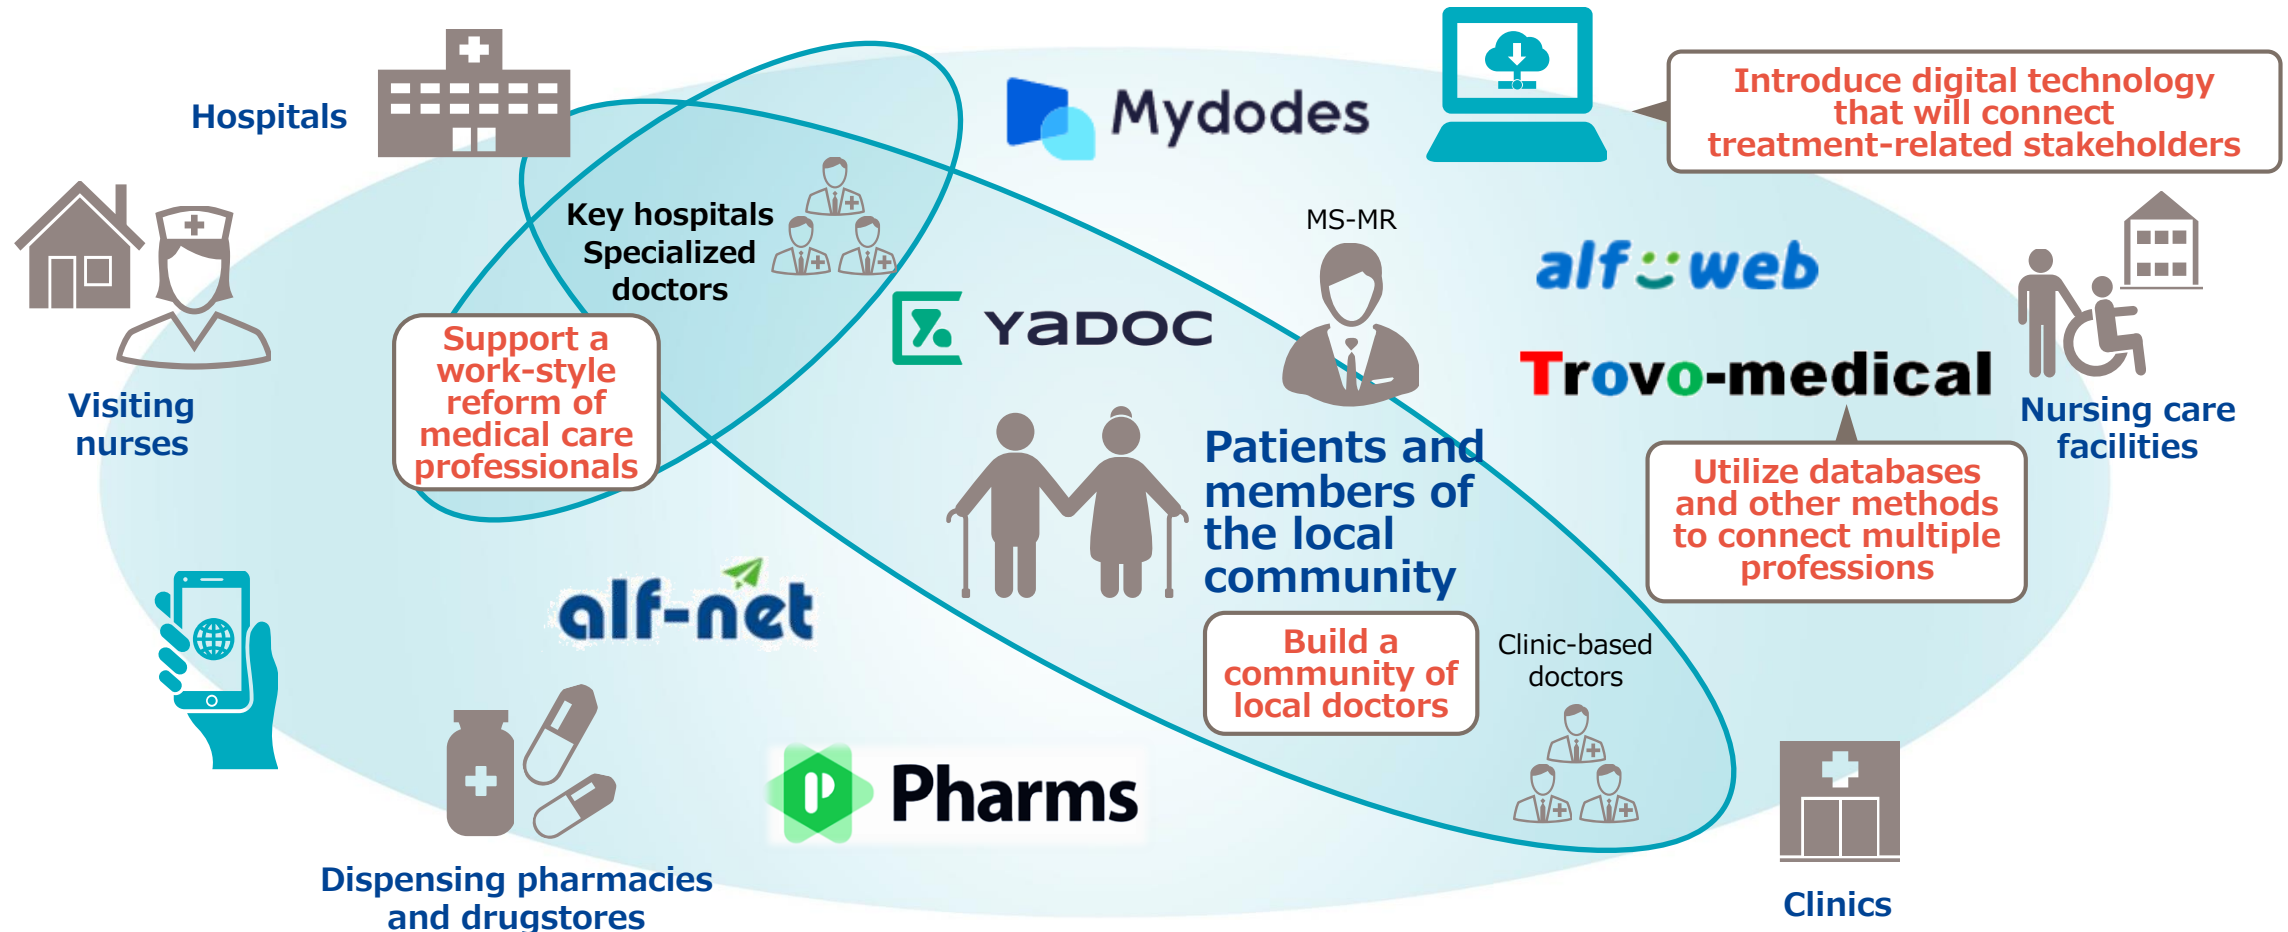 Hospitals
Mydodes
Introduce digital technology
that will connect
treatment-related stakeholders
Key hospitals
Specialized
doctors
MS-MR
alf web
YaDOC
Trovo-medical
Support a
work-style
reform of
medical care
professionals
Visiting
nurses
Nursing care
facilities
Patients and
members of
the local
community
Utilize databases
and other methods
to connect multiple
professions
alf-net
Build a
community of
local doctors
Clinic-based
doctors
Pharms
Dispensing pharmacies
and drugstores
Clinics